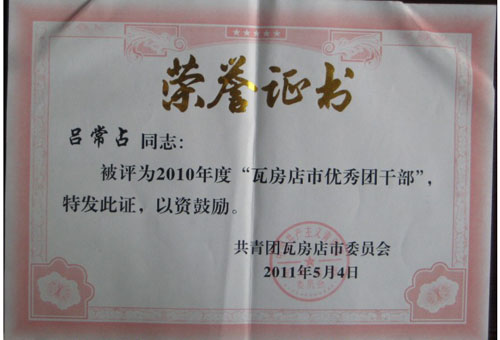 荣誉证书
吕常占 同志:
被评为2010年度“瓦房店市优秀团干部”,
特发此证,以资鼓励。
共青团瓦房店市委员会
2011年5月4日